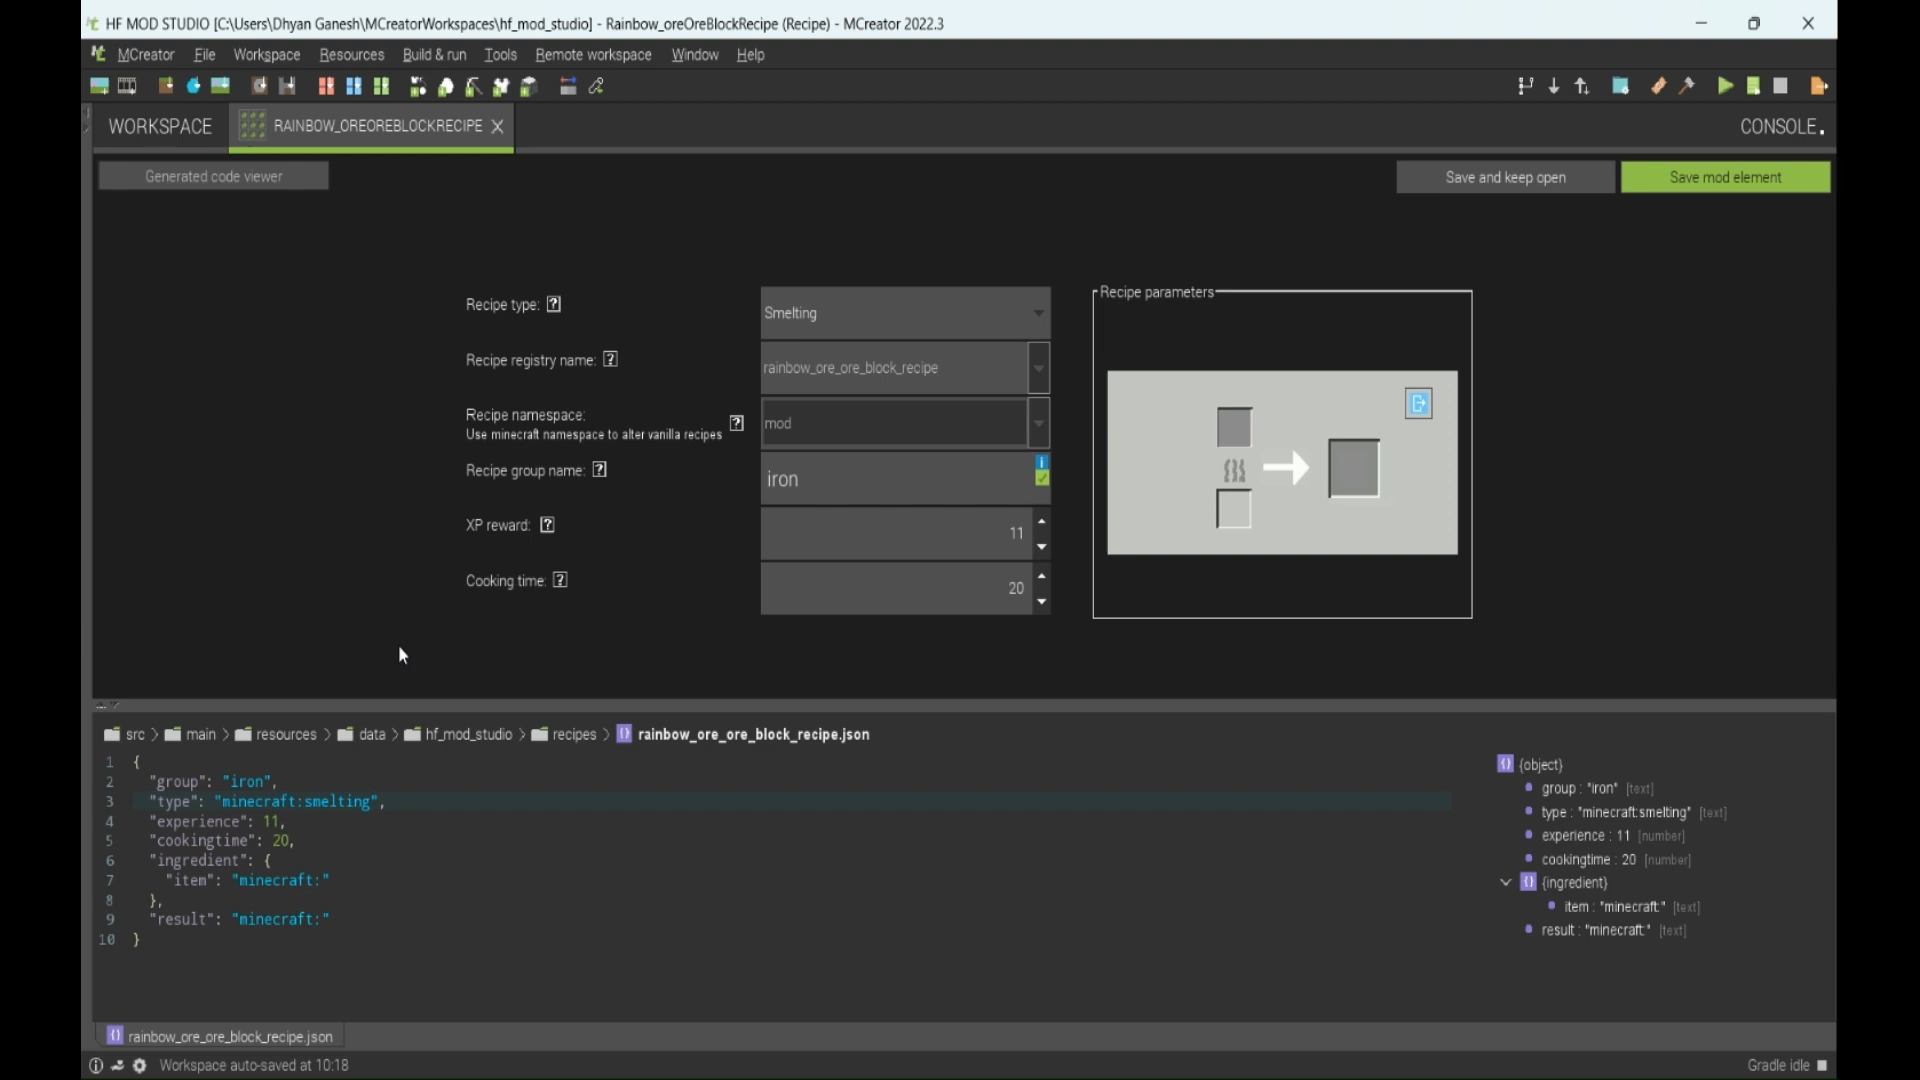 HF MOD STUDIO [C:\Users\Dhyan Ganesh\MCreatorWorkspaces\hf_mod_studio] - Rainbow_oreOreBlockRecipe (Recipe) - MCreator 2022.3
MCreator File Workspace Resources Build & run Tools Remote workspace Window Help
WORKSPACE RAINBOW_OREOREBLOCKRECIPE CONSOLE
Generated code viewer Save and keep open Save mod element
Recipe type: ? Smelting
Recipe parameters
Recipe registry name: ? rainbow_ore_ore_block_recipe
Recipe namespace:
Use minecraft namespace to alter vanilla recipes ? mod
Recipe group name: ? iron
XP reward: ? 11
Cooking time: ? 20
src > main > resources > data > hf_mod_studio > recipes > rainbow_ore_ore_block_recipe.json
1 {
2 "group": "iron",
3 "type": "minecraft:smelting",
4 "experience": 11,
5 "cookingtime": 20,
6 "ingredient": {
7 "item": "minecraft:"
8 },
9 "result": "minecraft:"
10 }
{} {object}
group : "iron" [text]
type : "minecraft:smelting" [text]
experience : 11 [number]
cookingtime : 20 [number]
{} {ingredient}
item : "minecraft:" [text]
result : "minecraft:" [text]
{} rainbow_ore_ore_block_recipe.json
Workspace auto-saved at 10:18 Gradle idle